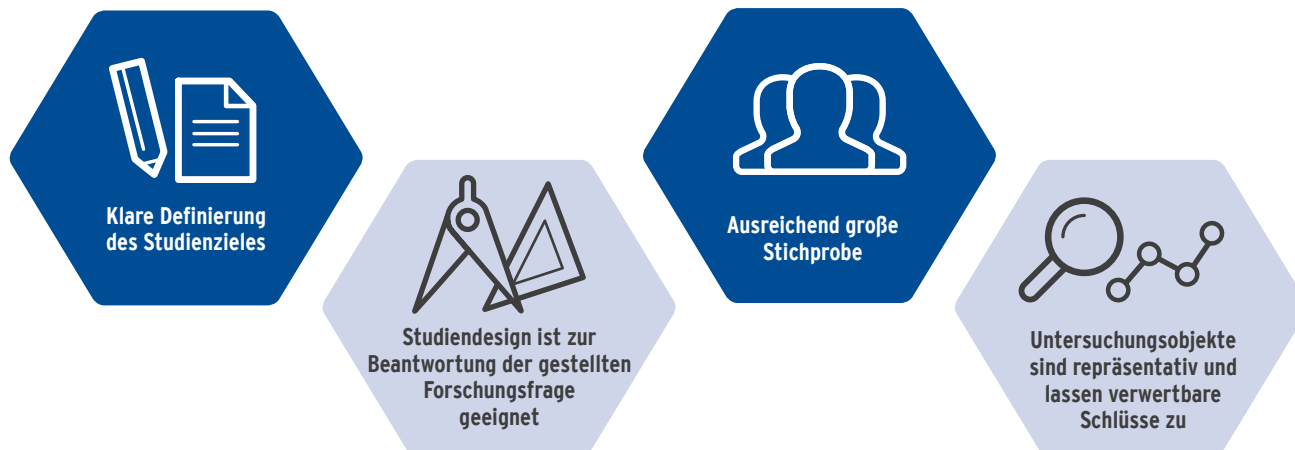 Klare Definierung
des Studienzieles
Studiendesign ist zur
Beantwortung der gestellten
Forschungsfrage
geeignet
Ausreichend große
Stichprobe
Untersuchungsobjekte
sind repräsentativ und
lassen verwertbare
Schlüsse zu